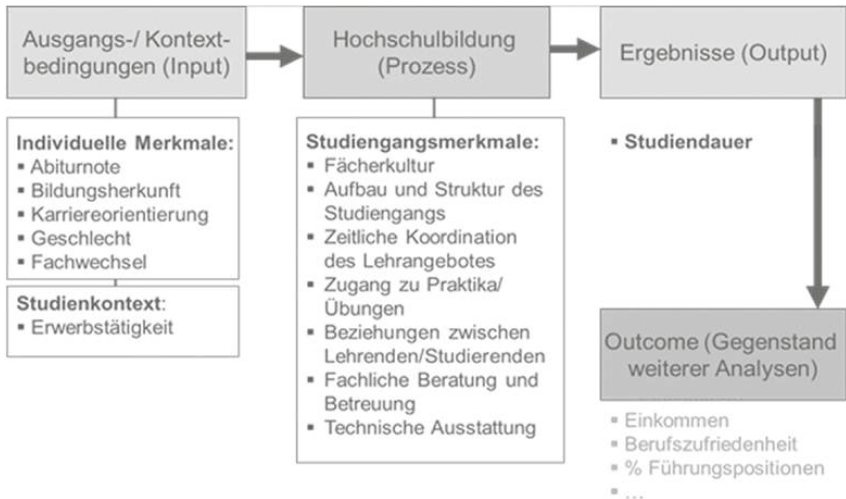 Ausgangs-/ Kontext-
bedingungen (Input)
Individuelle Merkmale:
▪ Abiturnote
▪ Bildungsherkunft
▪ Karriereorientierung
▪ Geschlecht
▪ Fachwechsel
Studienkontext:
▪ Erwerbstätigkeit
Hochschulbildung
(Prozess)
Studiengangsmerkmale:
▪ Fächerkultur
▪ Aufbau und Struktur des
Studiengangs
▪ Zeitliche Koordination
des Lehrangebotes
▪ Zugang zu Praktika/
Übungen
▪ Beziehungen zwischen
Lehrenden/Studierenden
▪ Fachliche Beratung und
Betreuung
▪ Technische Ausstattung
Ergebnisse (Output)
▪ Studiendauer
Outcome (Gegenstand
weiterer Analysen)
▪ Einkommen
▪ Berufszufriedenheit
▪ % Führungspositionen
▪ ...